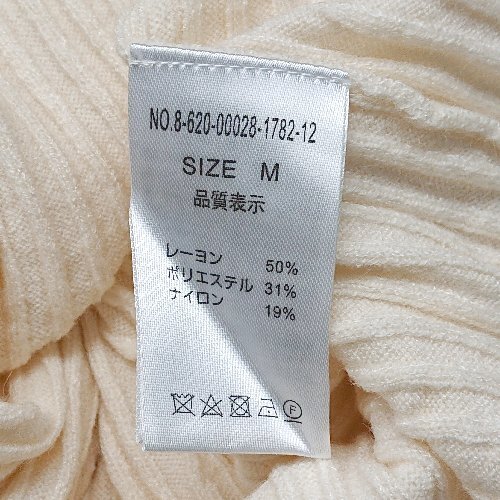 NO.8-620-00028-1782-12
SIZE M
品質表示
レーヨン 50%
ポリエステル 31%
ナイロン 19%
F